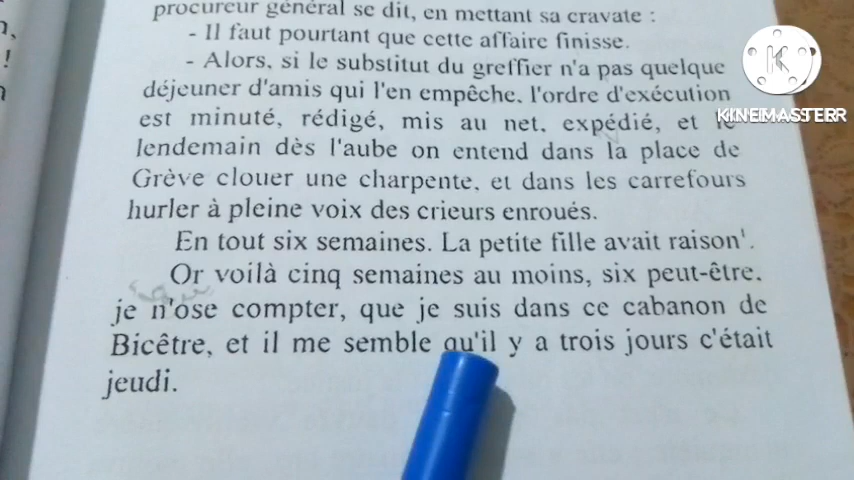 procureur général se dit, en mettant sa cravate :
- Il faut pourtant que cette affaire finisse.
- Alors, si le substitut du greffier n'a pas quelque
déjeuner d'amis qui l'en empêche, l'ordre d'exécution
est minuté, rédigé, mis au net, expédié, et le
lendemain dès l'aube on entend dans la place de
Grève clouer une charpente, et dans les carrefours
hurler à pleine voix des crieurs enroués.
En tout six semaines. La petite fille avait raison'.
Or voilà cinq semaines au moins, six peut-être,
je n'ose compter, que je suis dans ce cabanon de
Bicêtre, et il me semble qu'il y a trois jours c'était
jeudi.
K
KINEMASTER